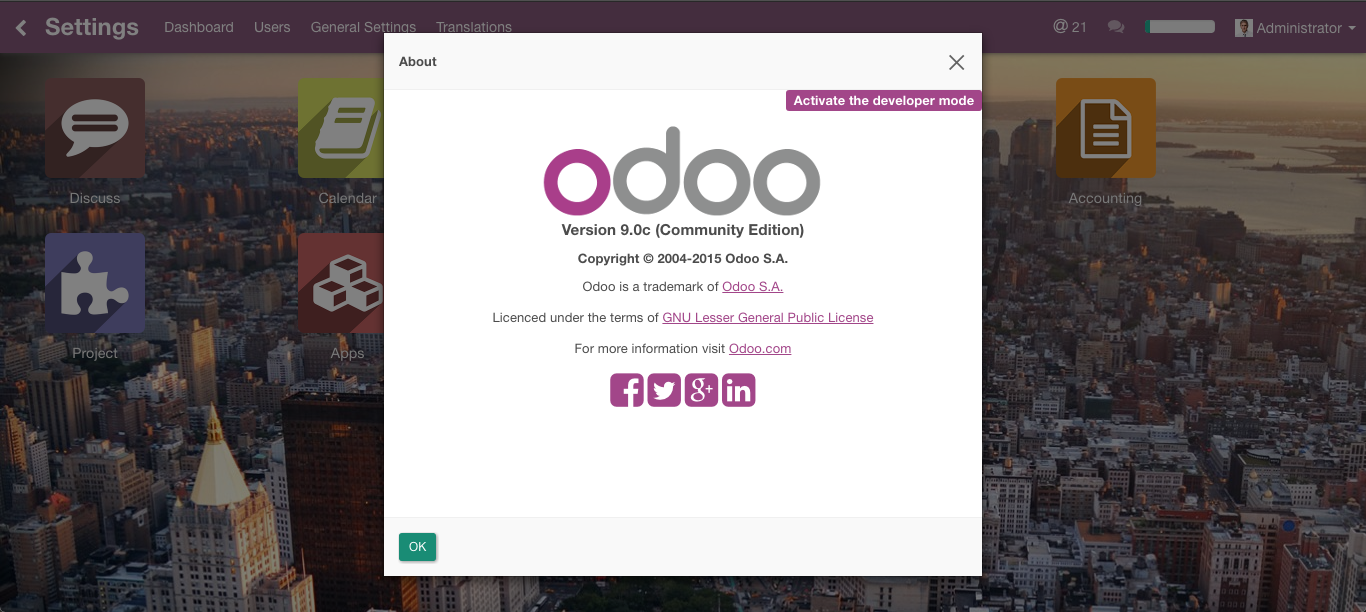 Settings Dashboard Users General Settings Translations @ 21 Administrator
About
Activate the developer mode
odoo
Version 9.0c (Community Edition)
Copyright © 2004-2015 Odoo S.A.
Odoo is a trademark of Odoo S.A.
Licenced under the terms of GNU Lesser General Public License
For more information visit Odoo.com
f in g+
OK
Discuss Calendar Accounting
Project Apps